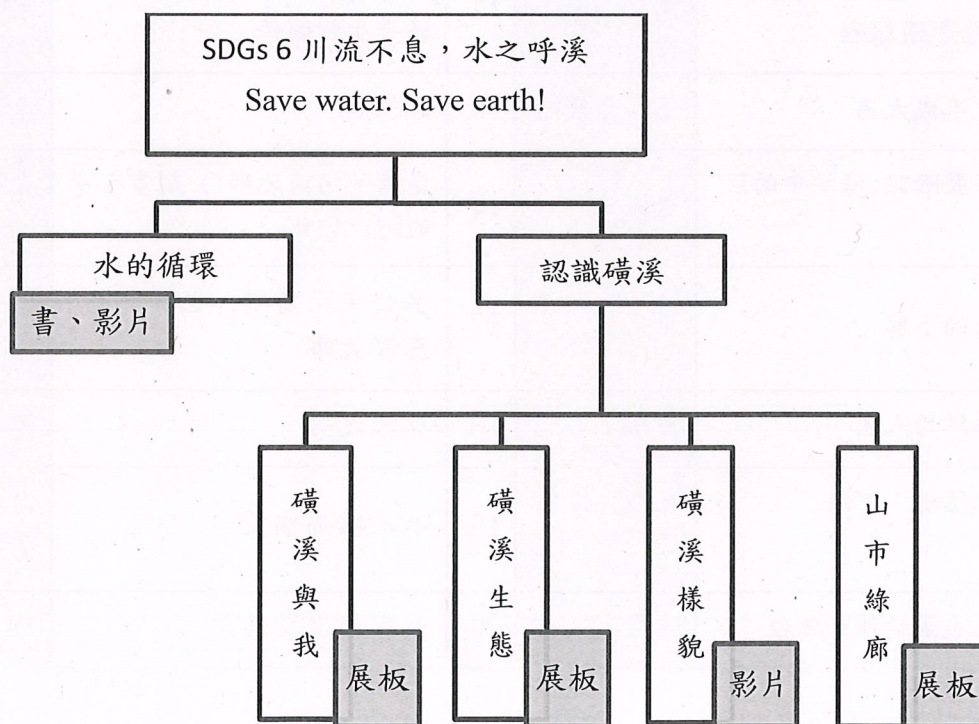 SDGs 6 川流不息，水之呼溪
Save water. Save earth!
水的循環
書、影片
認識磺溪
磺溪與我
展板
磺溪生態
展板
磺溪樣貌
影片
山市綠廊
展板